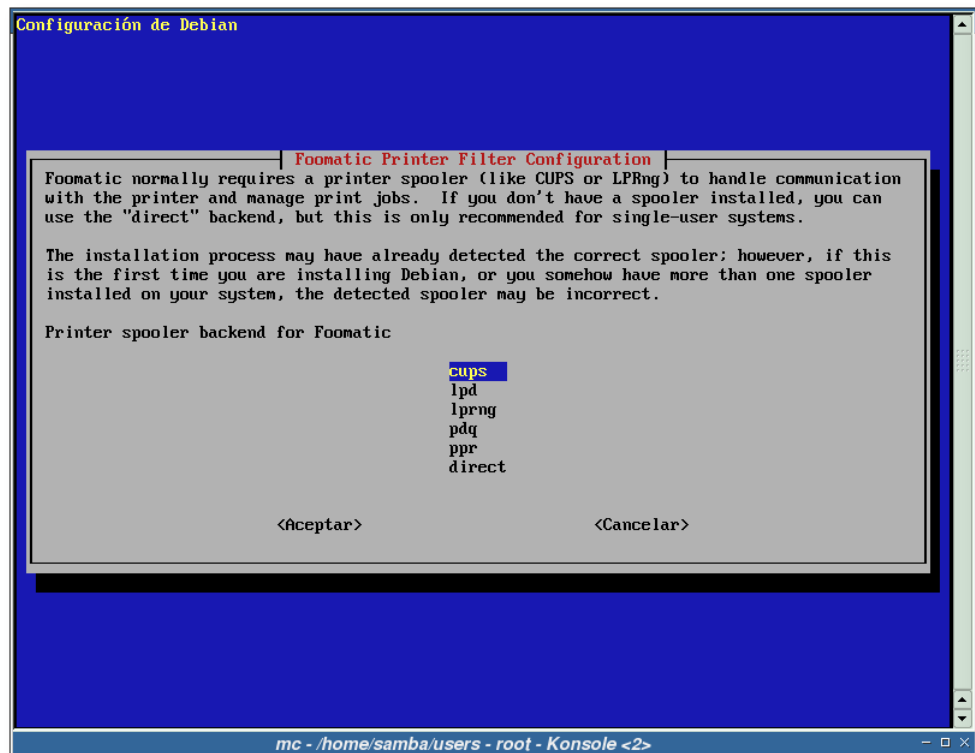 Configuración de Debian
Foomatic Printer Filter Configuration
Foomatic normally requires a printer spooler (like CUPS or LPRng) to handle communication
with the printer and manage print jobs.  If you don't have a spooler installed, you can
use the "direct" backend, but this is only recommended for single-user systems.
The installation process may have already detected the correct spooler; however, if this
is the first time you are installing Debian, or you somehow have more than one spooler
installed on your system, the detected spooler may be incorrect.
Printer spooler backend for Foomatic
cups
lpd
lprng
pdq
ppr
direct
<Aceptar> <Cancelar>
mc - /home/samba/users - root - Konsole <2>